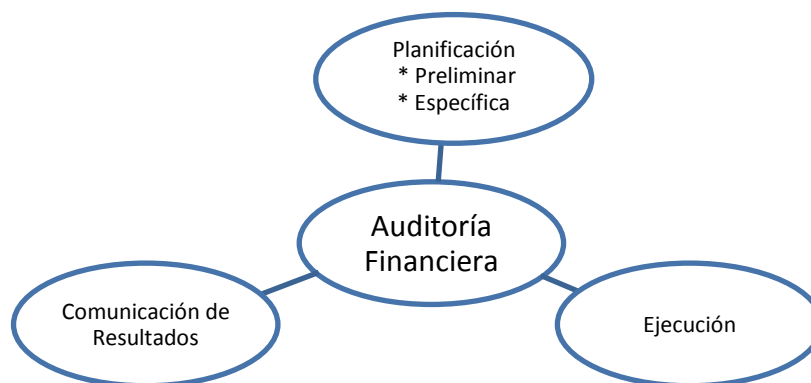 Planificación
* Preliminar
* Específica
Auditoría
Financiera
Comunicación de
Resultados
Ejecución